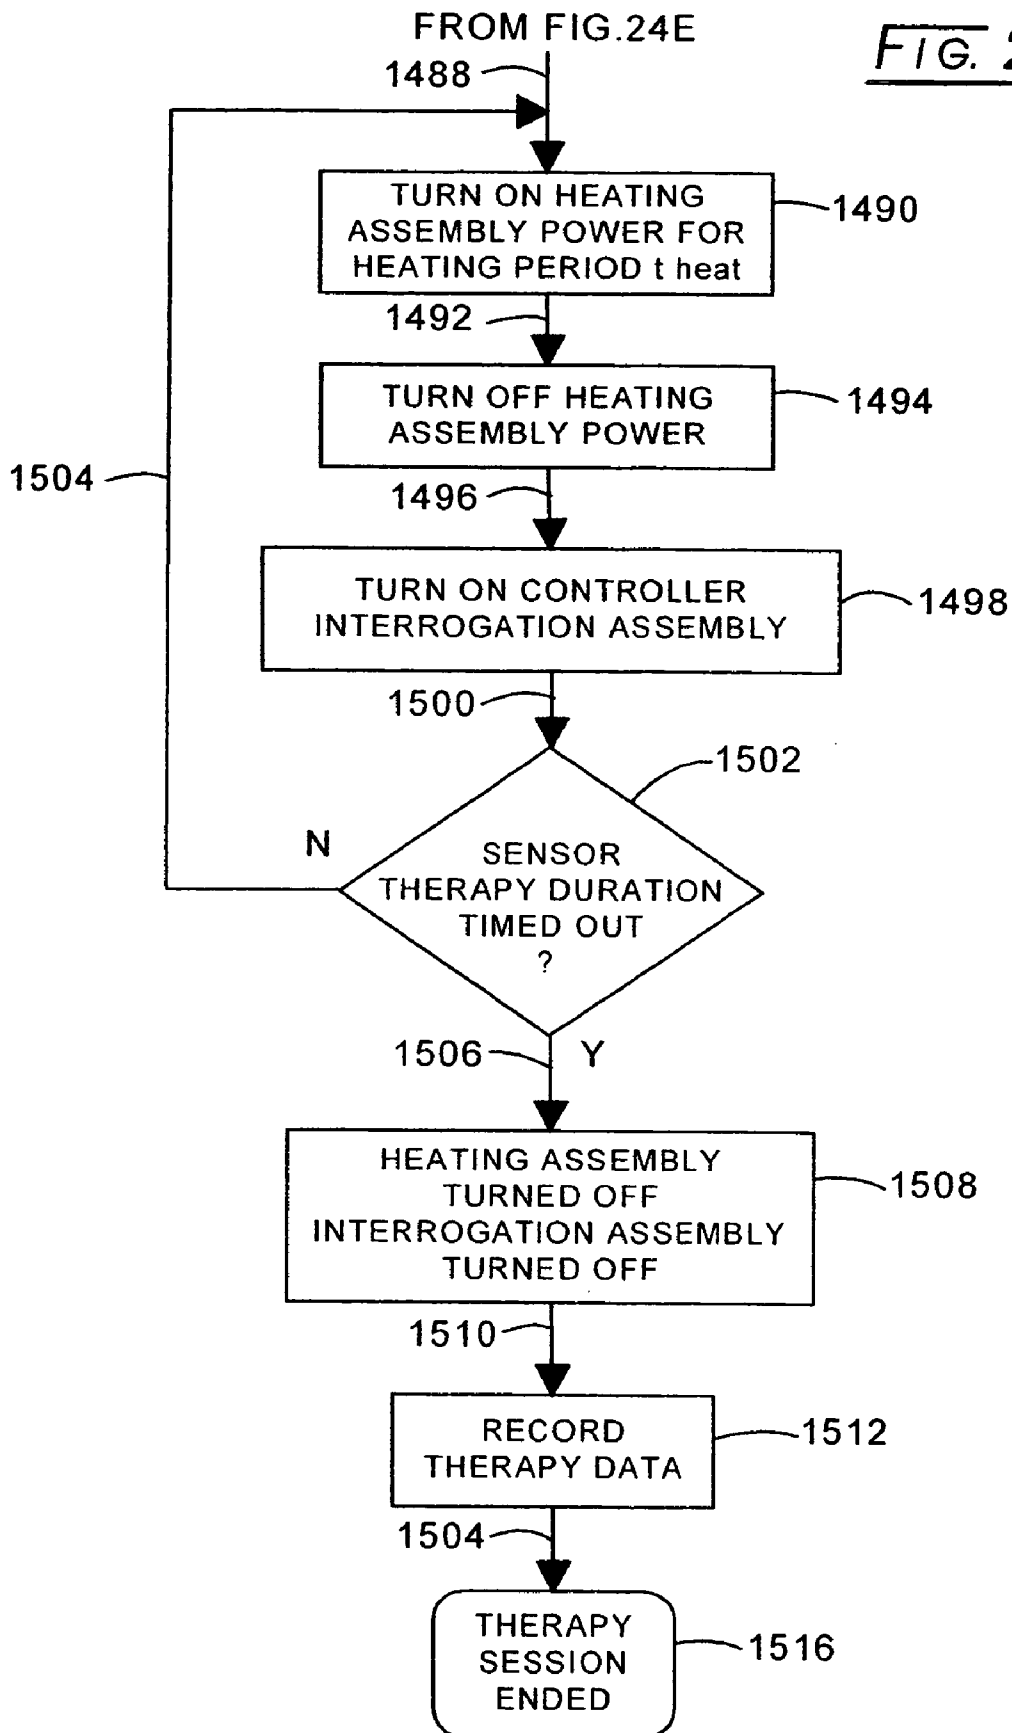 FROM FIG.24E
FIG. 2
1488
TURN ON HEATING
ASSEMBLY POWER FOR
HEATING PERIOD t heat
1490
1492
TURN OFF HEATING
ASSEMBLY POWER
1494
1504
1496
TURN ON CONTROLLER
INTERROGATION ASSEMBLY
1498
1500
1502
N
SENSOR
THERAPY DURATION
TIMED OUT
?
1506
Y
HEATING ASSEMBLY
TURNED OFF
INTERROGATION ASSEMBLY
TURNED OFF
1508
1510
RECORD
THERAPY DATA
1512
1504
THERAPY
SESSION
ENDED
1516